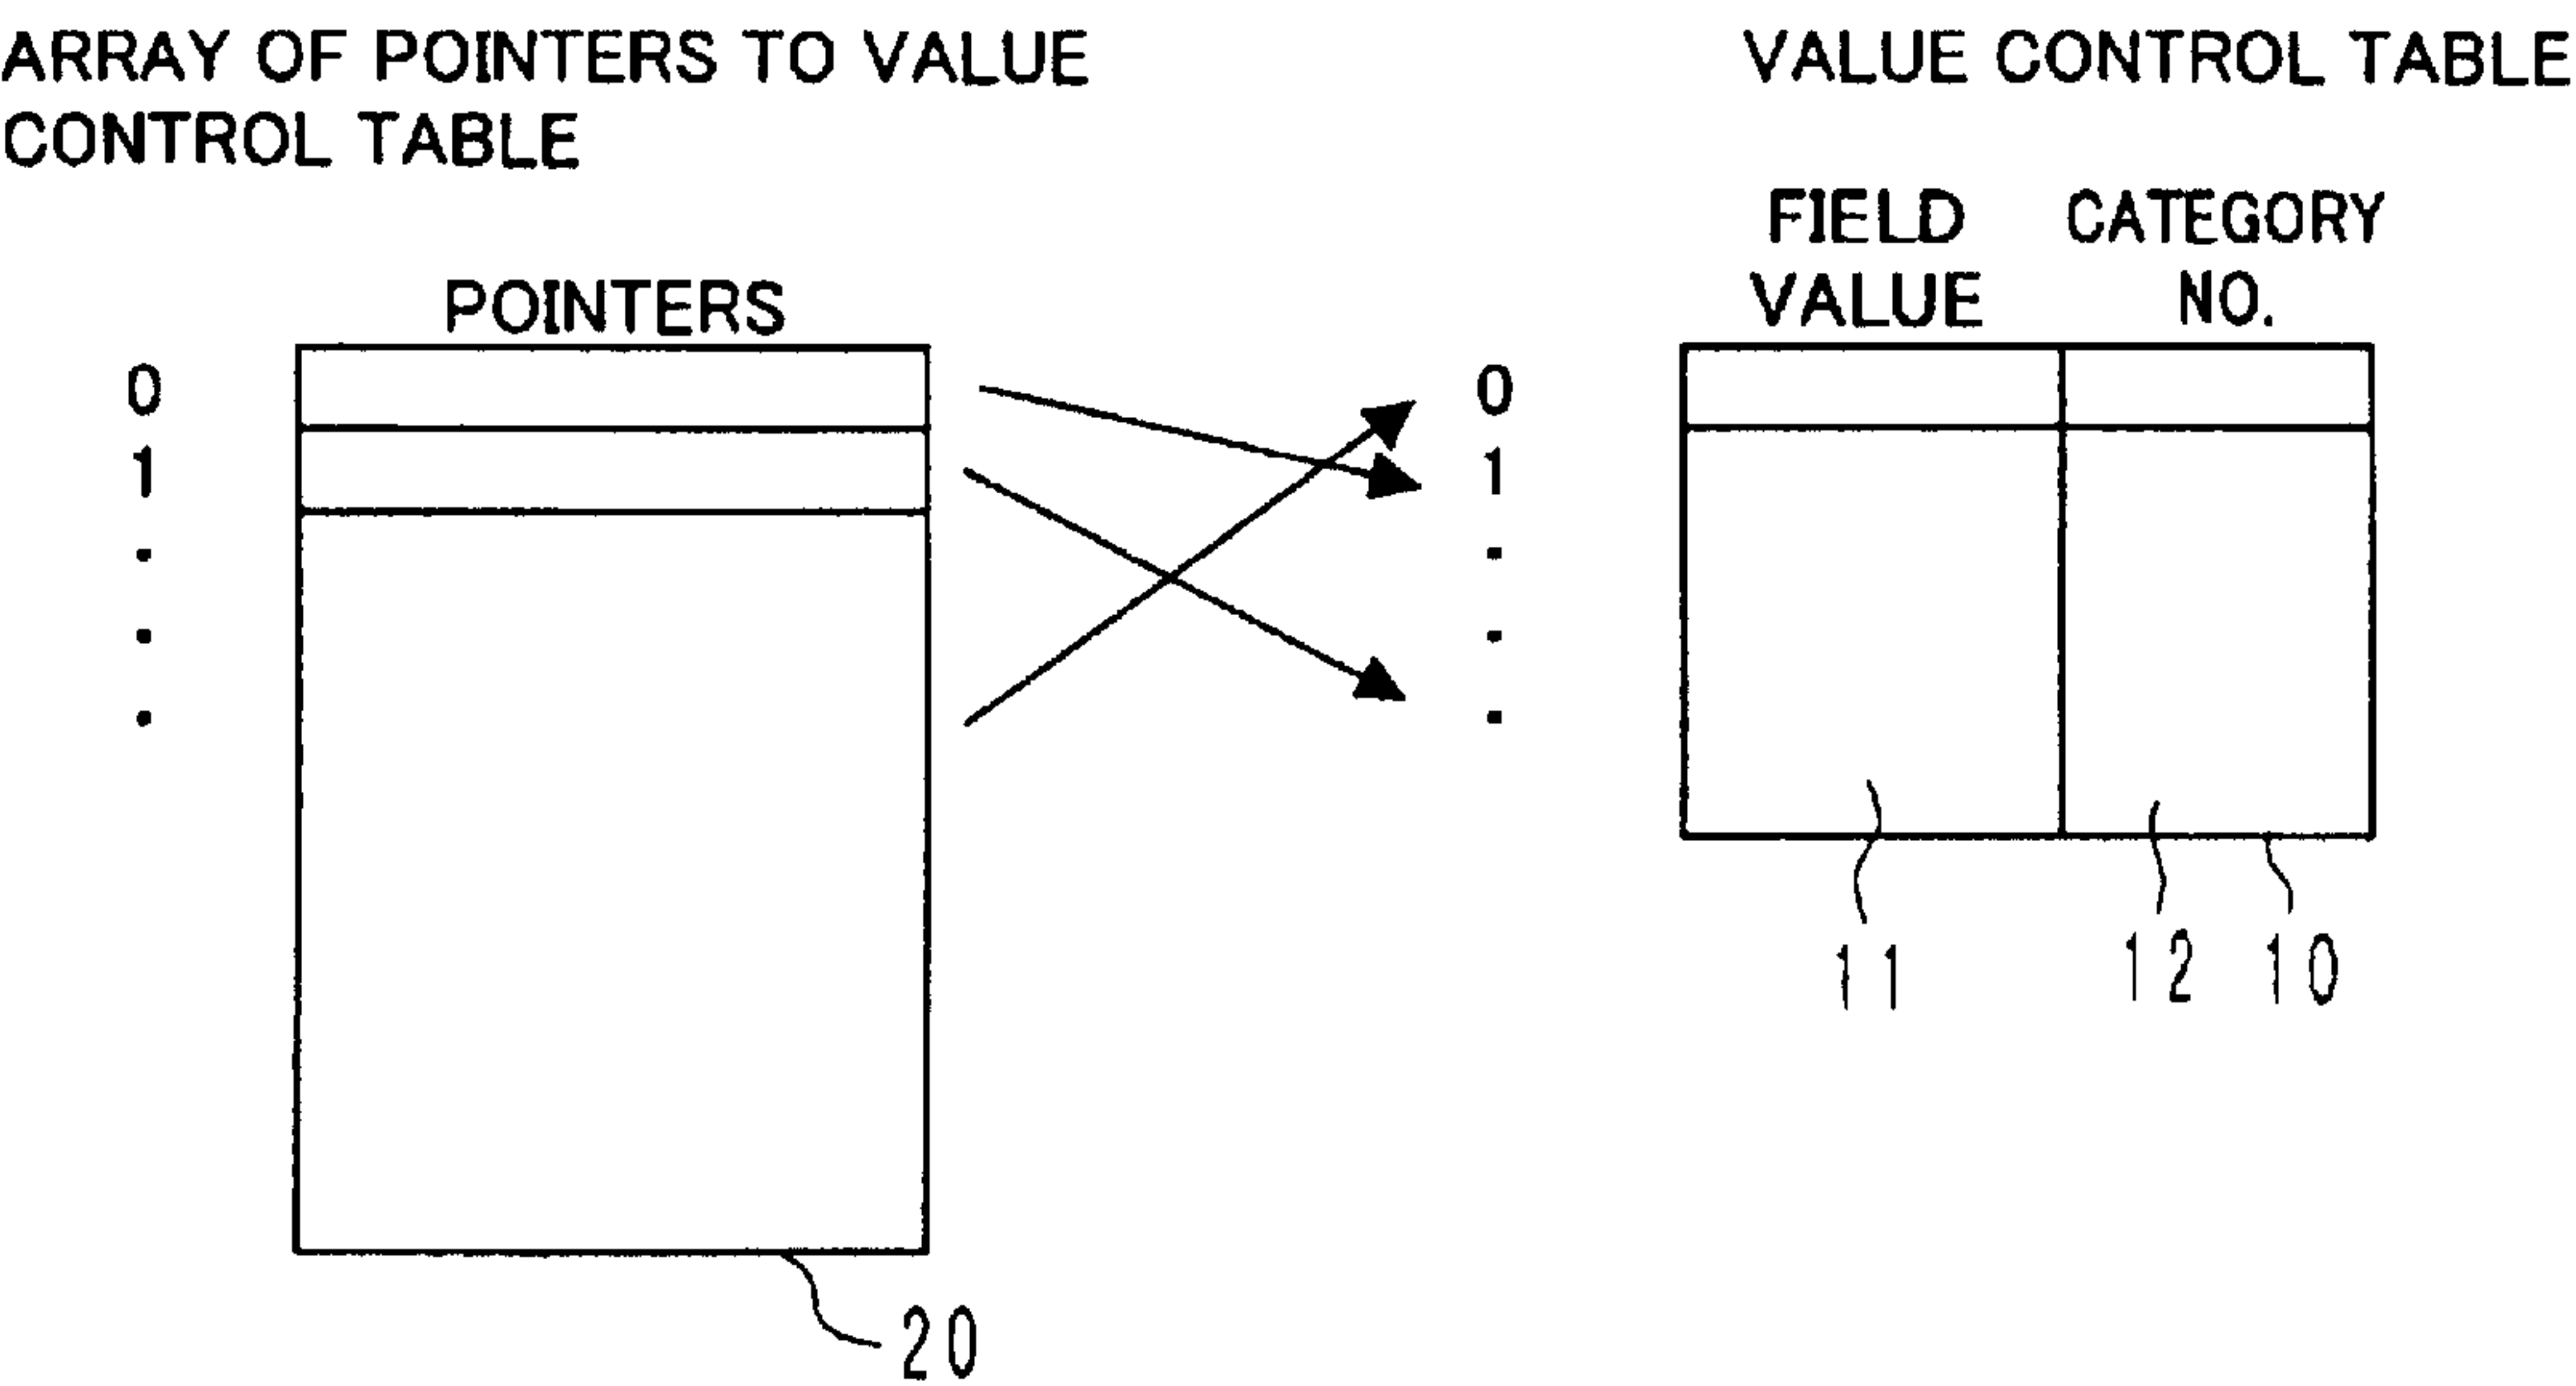 ARRAY OF POINTERS TO VALUE
CONTROL TABLE
POINTERS
0
1
.
.
.
VALUE CONTROL TABLE
FIELD VALUE
CATEGORY NO.
0
1
.
.
.
11
12
10
20